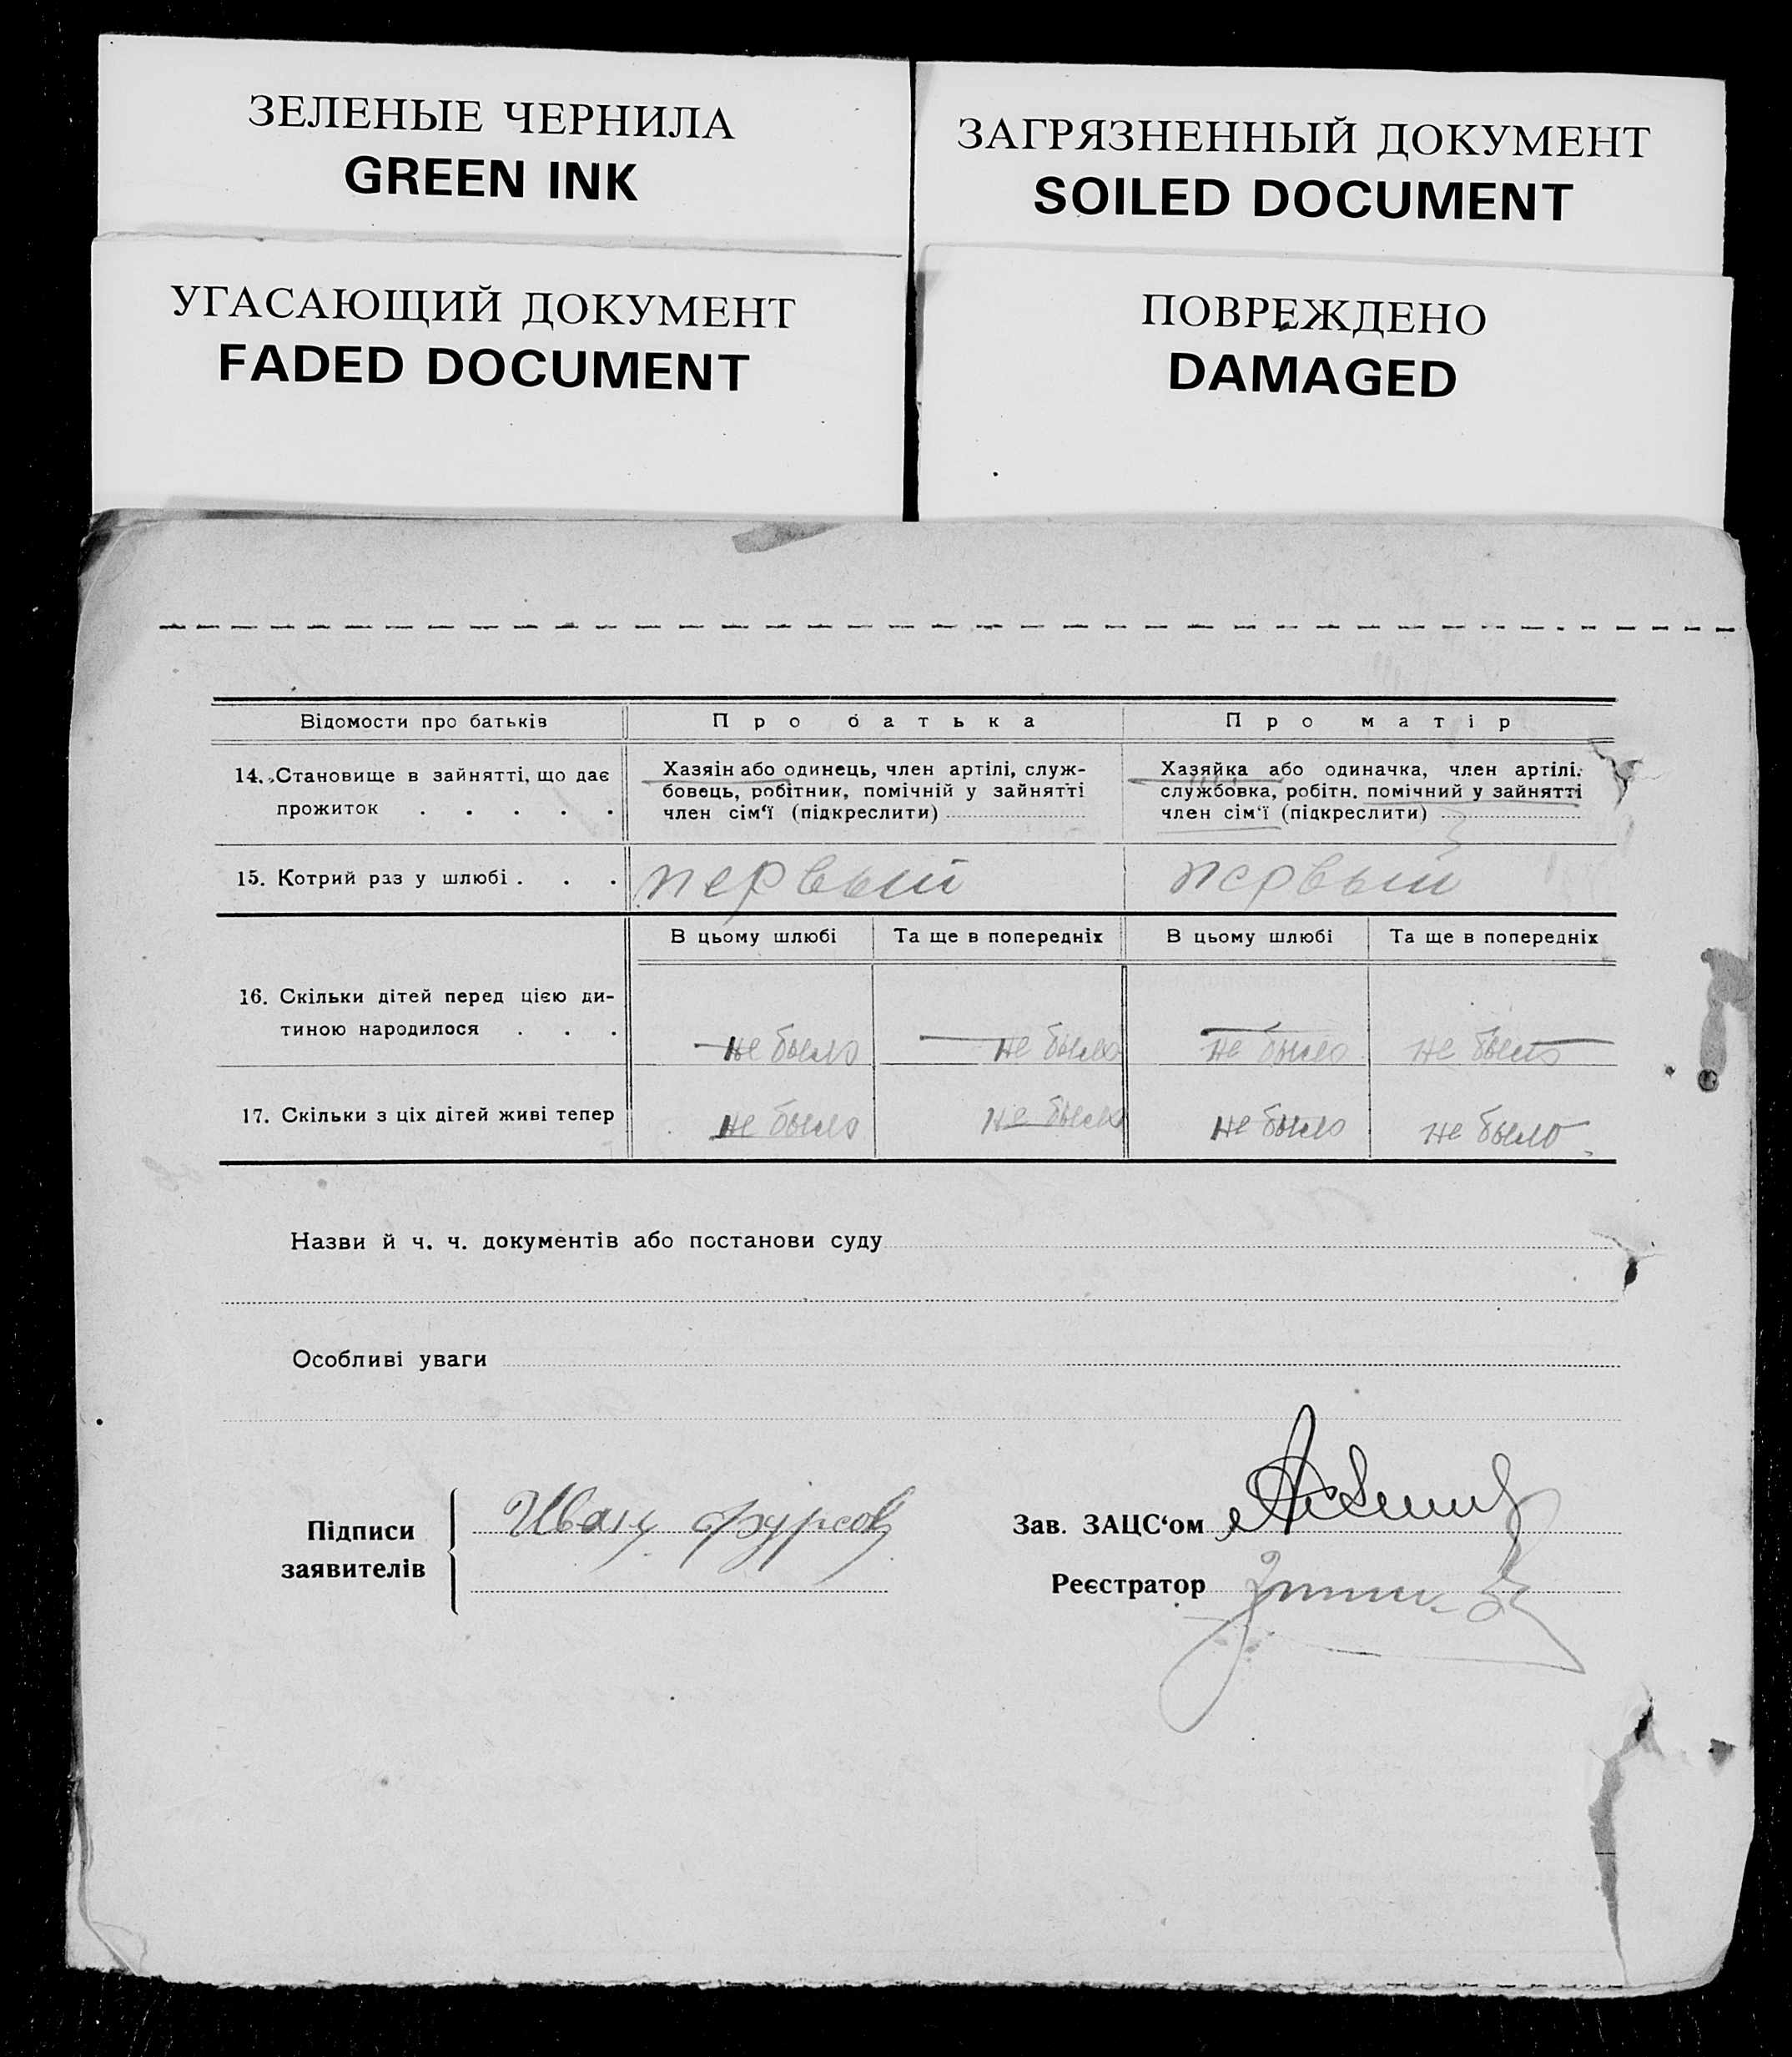 ЗЕЛЕНЫЕ ЧЕРНИЛА
GREEN INK
ЗАГРЯЗНЕННЫЙ ДОКУМЕНТ
SOILED DOCUMENT
УГАСАЮЩИЙ ДОКУМЕНТ
FADED DOCUMENT
ПОВРЕЖДЕНО
DAMAGED
Відомости про батьків
Про батька
Про матір
14. Становище в зайнятті, що дає
прожиток . . . . .
Хазяїн або одинець, член артілі, служ-
бовець, робітник, помічній у зайнятті
член сім‘ї (підкреслити)
Хазяйка або одиначка, член артілі.
службовка, робітн. помічний у зайнятті
член сім‘ї (підкреслити)
15. Котрий раз у шлюбі . . .
первый
первый
В цьому шлюбі
Та ще в попередніх
В цьому шлюбі
Та ще в попередніх
16. Скільки дітей перед цією ди-
тиною народилося . . .
не было
не было
не было
не было
17. Скільки з ціх дітей живі тепер
не было
не было
не было
не было
Назви й ч. ч. документів або постанови суду
Особливі уваги
Підписи
заявителів
Иван Фурсов
Зав. ЗАЦС‘ом
Реєстратор